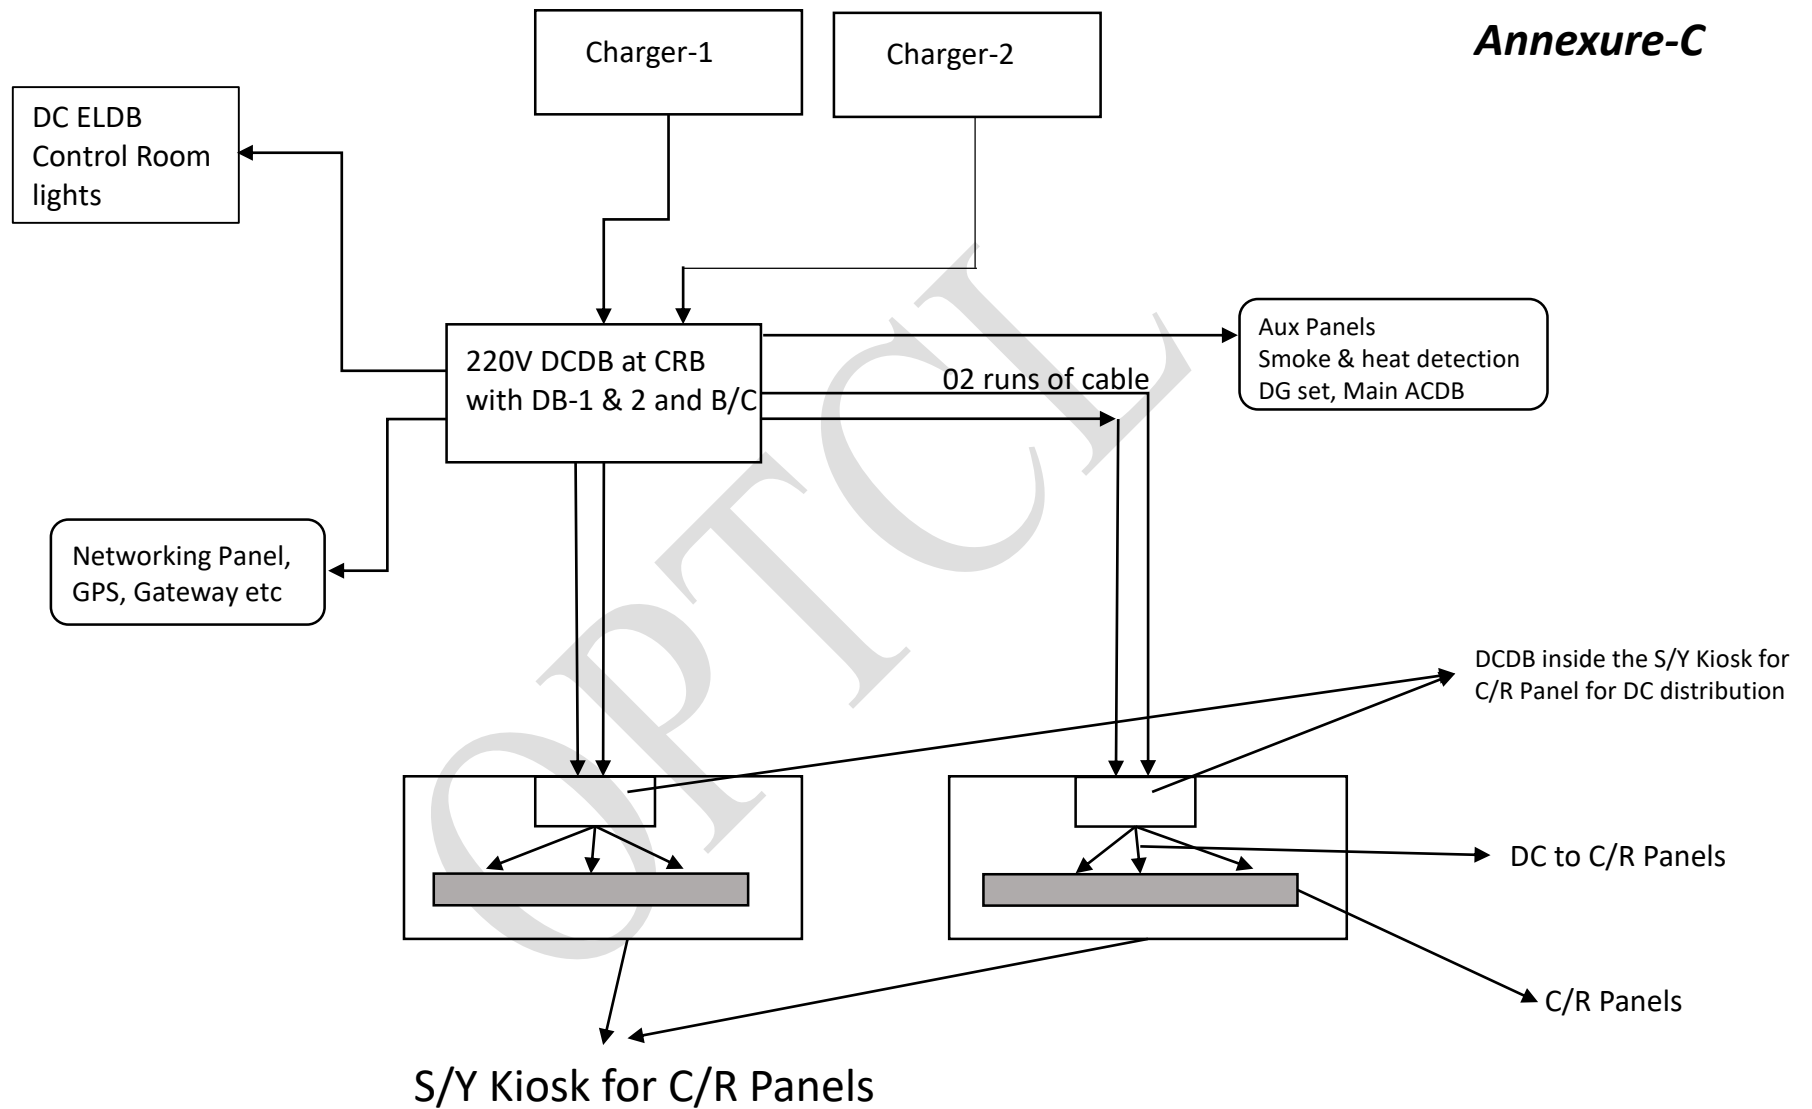 Annexure-C
Charger-1
Charger-2
DC ELDB
Control Room
lights
220V DCDB at CRB
with DB-1 & 2 and B/C
02 runs of cable
Aux Panels
Smoke & heat detection
DG set, Main ACDB
Networking Panel,
GPS, Gateway etc
DCDB inside the S/Y Kiosk for
C/R Panel for DC distribution
DC to C/R Panels
C/R Panels
S/Y Kiosk for C/R Panels
OPTCL